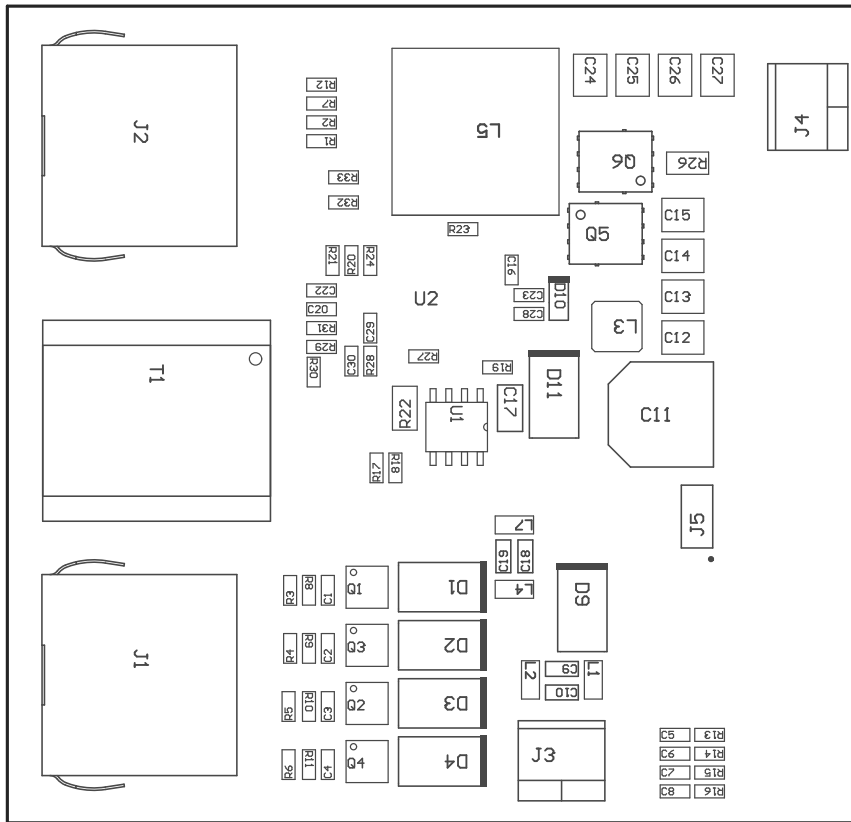 J2
R12
R7
R2
R1
R33
R32
L5
C24
C25
C26
C27
J4
Q6
R26
Q5
C15
C14
C13
C12
R23
R21
R20
R24
C16
C23
C28
D10
U2
L3
C22
C20
R31
R29
R30
C29
C30
R28
R27
R19
T1
R22
U1
C17
D11
C11
R17
R18
J5
L7
C19
C18
L4
D9
J1
R3
R8
C1
Q1
D1
R4
R9
C2
Q3
D2
R5
R10
C3
Q2
D3
R6
R11
C4
Q4
D4
L2
C9
C10
L1
J3
C5
R13
C6
R14
C7
R15
C8
R16